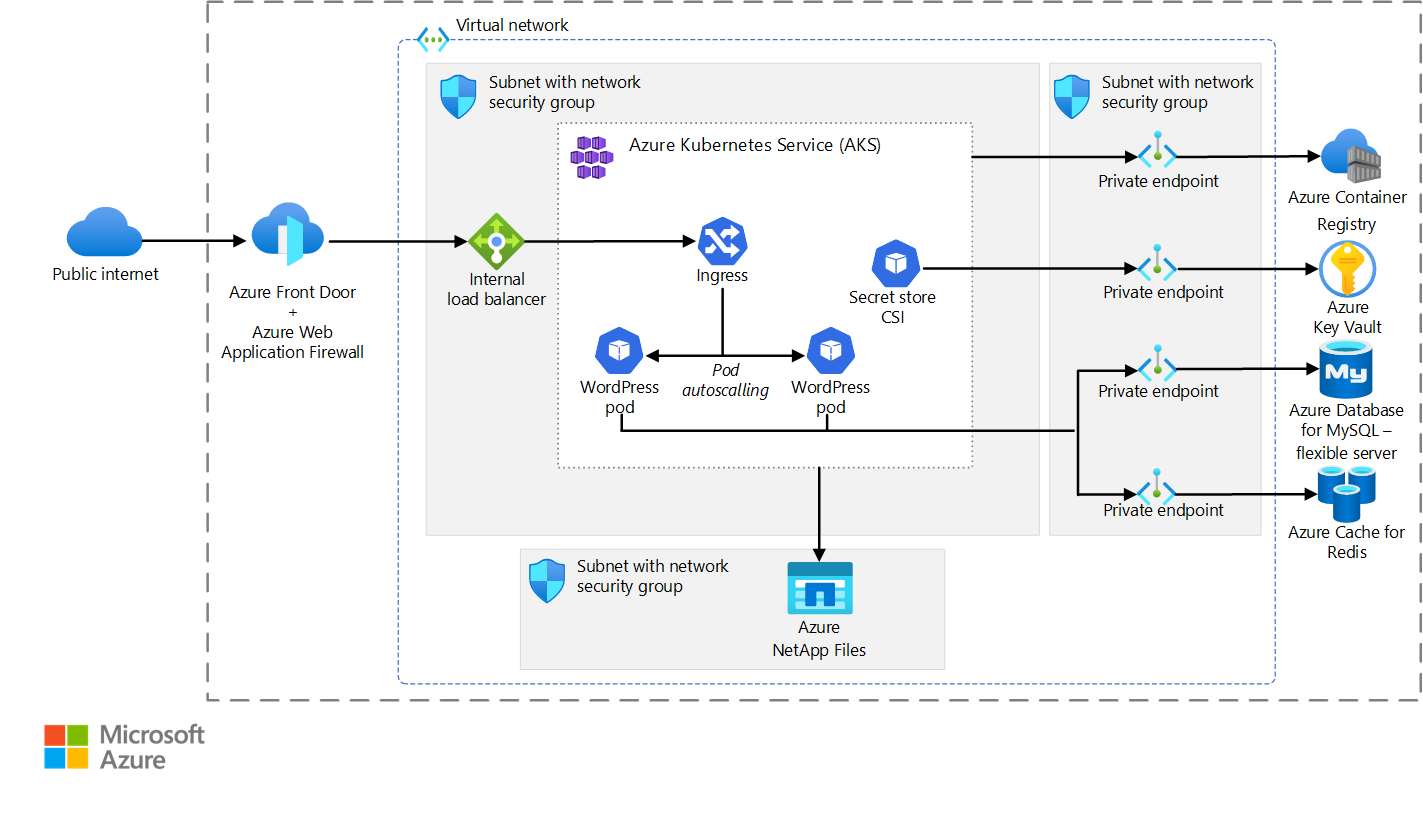 Virtual network
Subnet with network
security group
Subnet with network
security group
Azure Kubernetes Service (AKS)
Private endpoint
Azure Container
Registry
Public internet
Azure Front Door
+
Azure Web
Application Firewall
Internal
load balancer
Ingress
Secret store
CSI
Private endpoint
Azure
Key Vault
WordPress
pod
Pod
autoscalling
WordPress
pod
Private endpoint
My
Azure Database
for MySQL –
flexible server
Private endpoint
Azure Cache for
Redis
Subnet with network
security group
Azure
NetApp Files
Microsoft
Azure